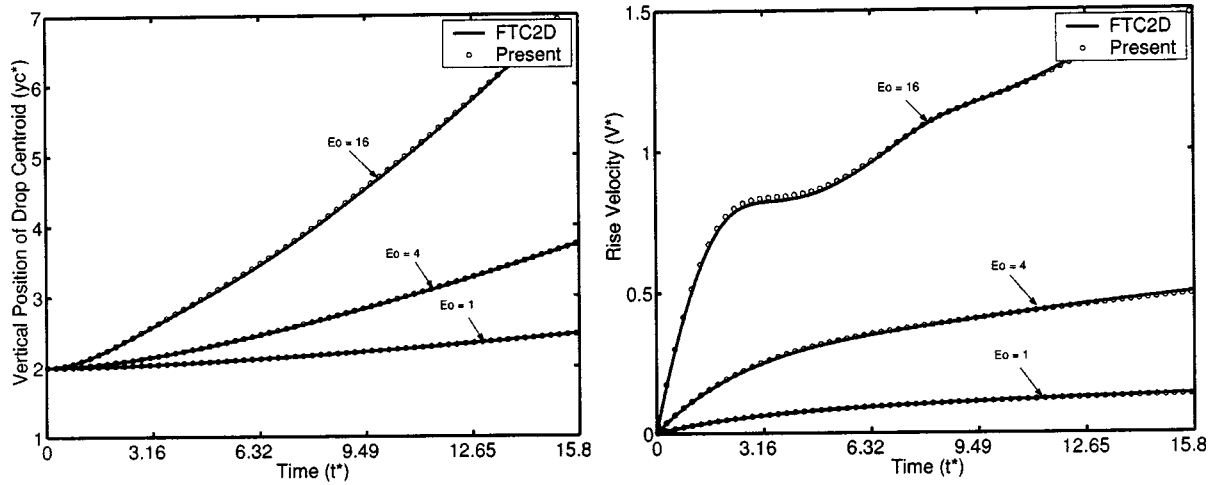 7
6
5
4
3
2
1
Vertical Position of Drop Centroid (yc*)
FTC2D
Present
Eo = 16
Eo = 4
Eo = 1
0
3.16
6.32
9.49
12.65
15.8
Time (t*)
1.5
1
0.5
0
Rise Velocity (V*)
FTC2D
Present
Eo = 16
Eo = 4
Eo = 1
0
3.16
6.32
9.49
12.65
15.8
Time (t*)